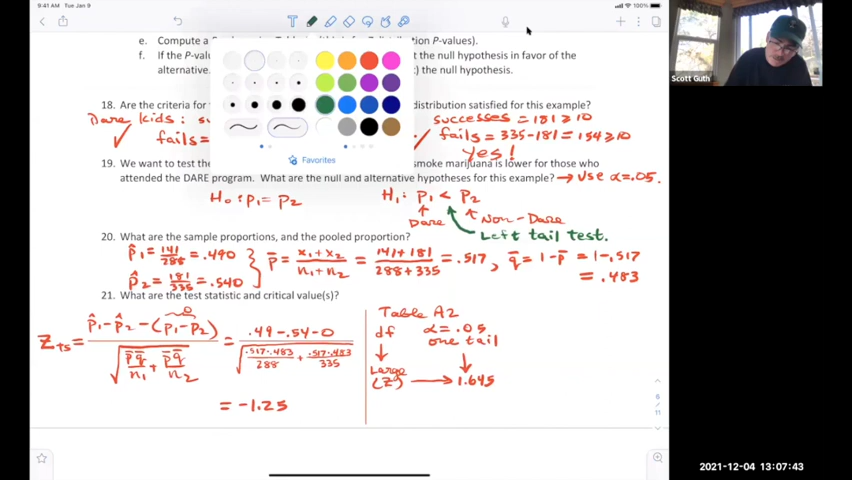 9:41 AM Tue Jan 9
100%
e. Compute a
-values).
f. If the P-valu
t the null hypothesis in favor of the
alternative.
) the null hypothesis.
18. Are the criteria for
distribution satisfied for this example?
Dare kids: su
successes = 181 ≥ 10
fails =
fails = 335-181 = 154 ≥ 10
yes!
19. We want to test the
smoke marijuana is lower for those who
attended the DARE program. What are the null and alternative hypotheses for this example? → use α=.05.
H₀: p₁ = p₂
H₁: p₁ < p₂
Dare
Non-Dare
Left tail test.
20. What are the sample proportions, and the pooled proportion?
p̂₁ = 141/288 = .490
p̂₂ = 181/335 = .540
p̄ = x₁+x₂/n₁+n₂ = 141+181/288+335 = .517, q̄ = 1-p̄ = 1-.517
= .483
21. What are the test statistic and critical value(s)?
Z_TS = p̂₁-p̂₂-(p₁-p₂)/√(p̄q̄/n₁ + p̄q̄/n₂) = .49-.54-0/√(.517·.483/288 + .517·.483/335)
0
= -1.25
Table A2
df α=.05
one tail
Large
(Z) → 1.645
Favorites
6
/11
Scott Guth
2021-12-04 13:07:43